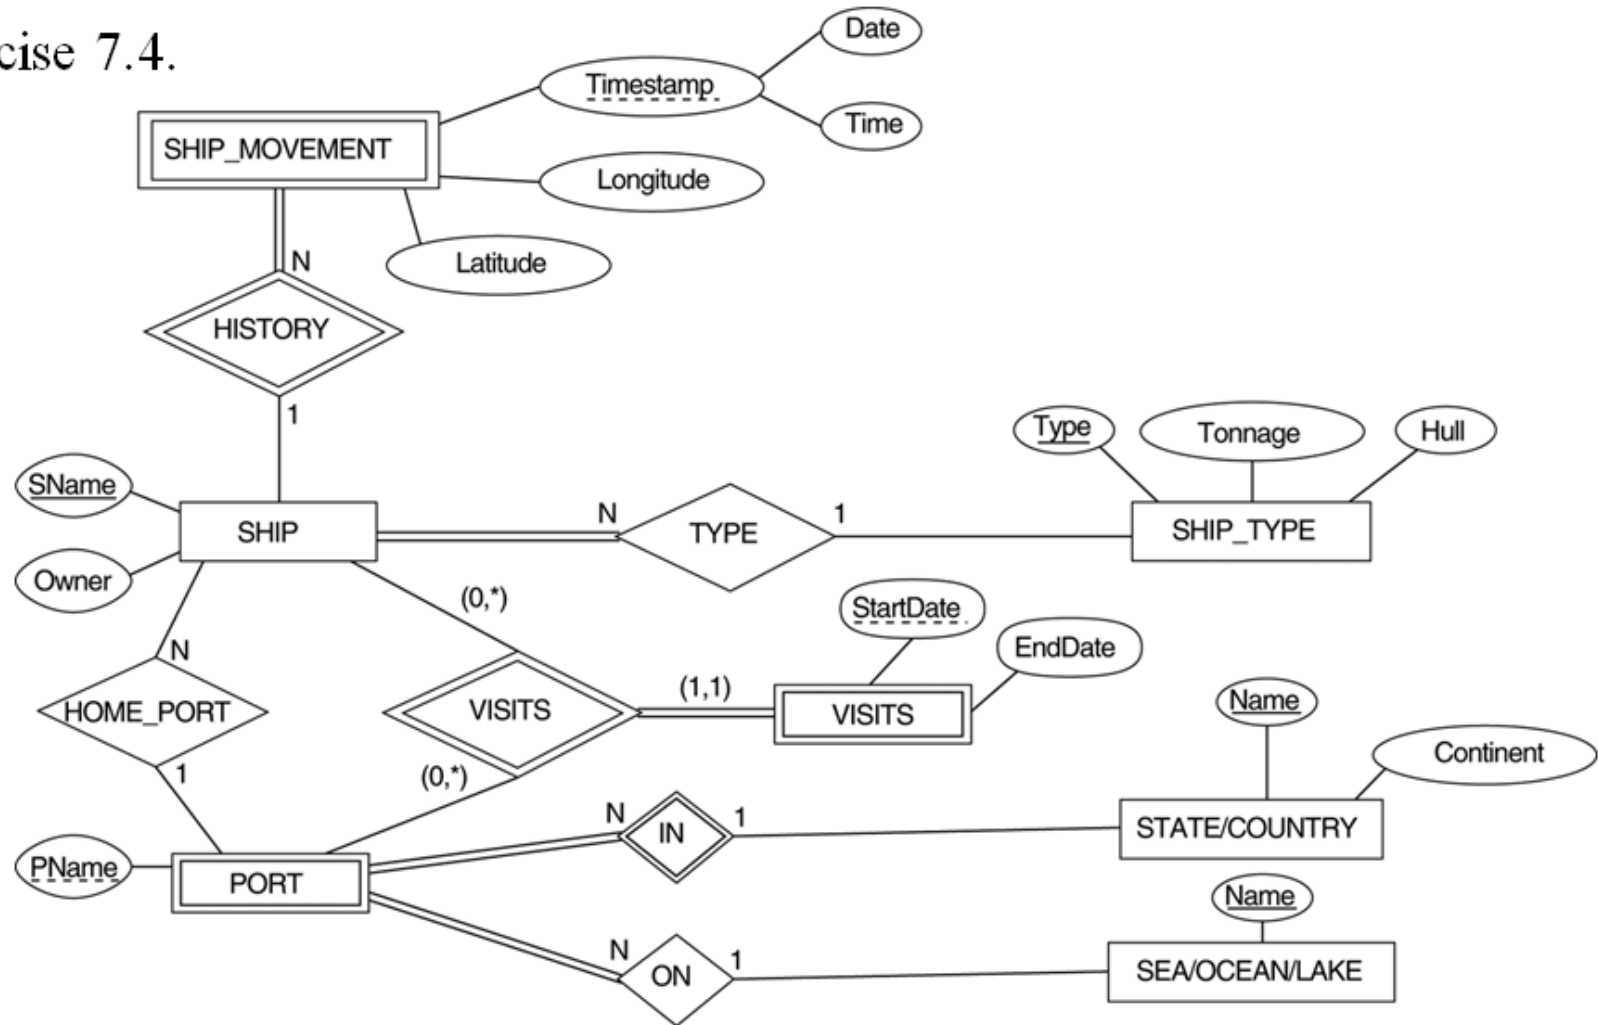 cise 7.4.
Date
Timestamp
Time
SHIP_MOVEMENT
Longitude
Latitude
N
HISTORY
1
Type
Tonnage
Hull
SName
SHIP
N
TYPE
1
SHIP_TYPE
Owner
(0,*)
StartDate
EndDate
N
(1,1)
HOME_PORT
VISITS
VISITS
Name
Continent
1
(0,*)
N
IN
1
STATE/COUNTRY
PName
PORT
Name
N
ON
1
SEA/OCEAN/LAKE